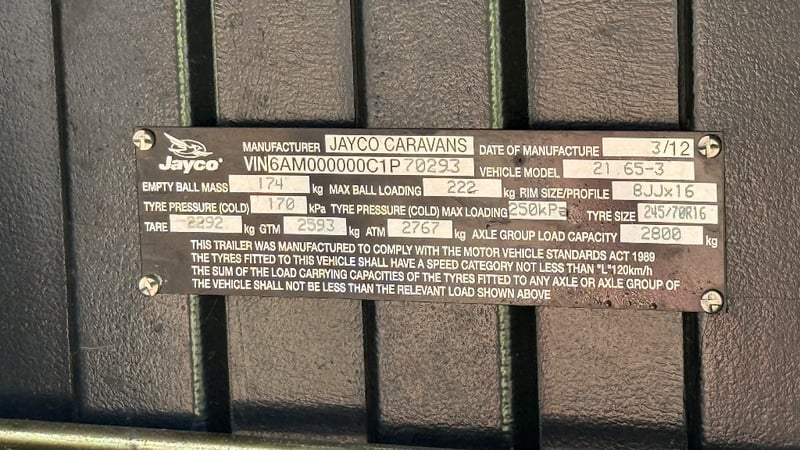 Jayco
MANUFACTURER JAYCO CARAVANS DATE OF MANUFACTURE 3/12
VIN 6AM000000C1P70293 VEHICLE MODEL 21.65-3
EMPTY BALL MASS 174 kg MAX BALL LOADING 222 kg RIM SIZE/PROFILE 8JJx16
TYRE PRESSURE (COLD) 170 kPa TYRE PRESSURE (COLD) MAX LOADING 250kPa TYRE SIZE 245/70R16
TARE 2292 kg GTM 2593 kg ATM 2767 kg AXLE GROUP LOAD CAPACITY 2800 kg
THIS TRAILER WAS MANUFACTURED TO COMPLY WITH THE MOTOR VEHICLE STANDARDS ACT 1989
THE TYRES FITTED TO THIS VEHICLE SHALL HAVE A SPEED CATEGORY NOT LESS THAN "L"120km/h
THE SUM OF THE LOAD CARRYING CAPACITIES OF THE TYRES FITTED TO ANY AXLE OR AXLE GROUP OF
THE VEHICLE SHALL NOT BE LESS THAN THE RELEVANT LOAD SHOWN ABOVE